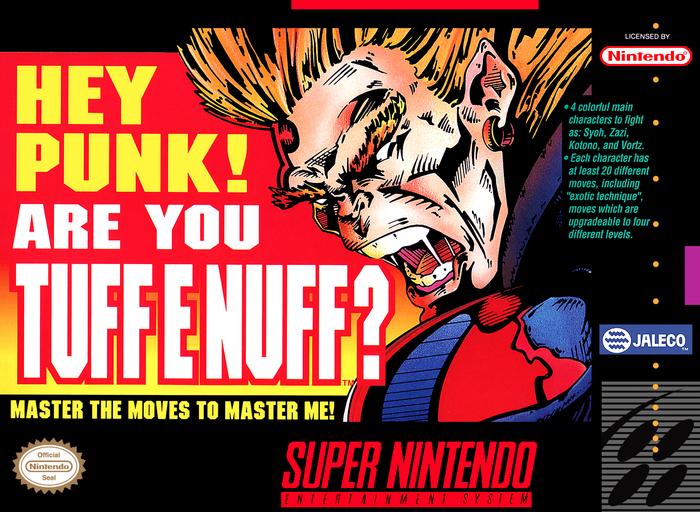 HEY
PUNK!
ARE YOU
TUFF E NUFF?
TM
MASTER THE MOVES TO MASTER ME!
Official
Nintendo
Seal
SUPER NINTENDO
ENTERTAINMENT SYSTEM
LICENSED BY
Nintendo
• 4 colorful main
characters to fight
as: Syoh, Zazi,
Kotono, and Vortz.
• Each character has
at least 20 different
moves, including
"exotic technique",
moves which are
upgradeable to four
different levels.
JALECO
TM